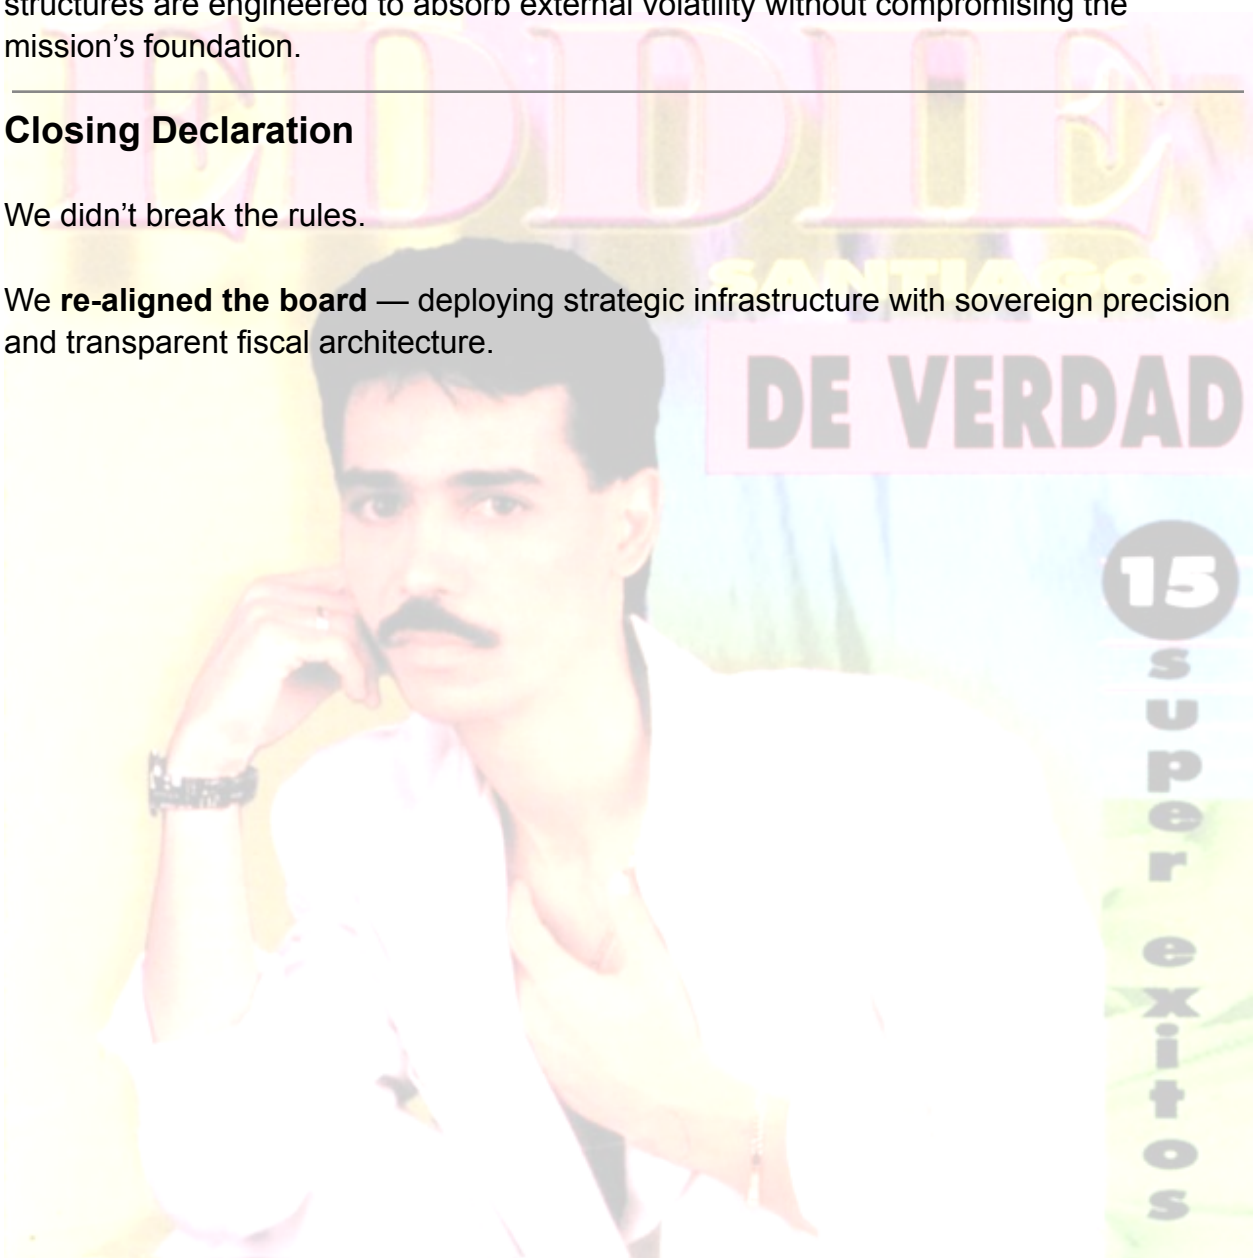 structures are engineered to absorb external volatility without compromising the
mission’s foundation.
EDDIE
Closing Declaration
We didn’t break the rules.
SANTIAGO
We re-aligned the board — deploying strategic infrastructure with sovereign precision
and transparent fiscal architecture.
DE VERDAD
15
super exitos